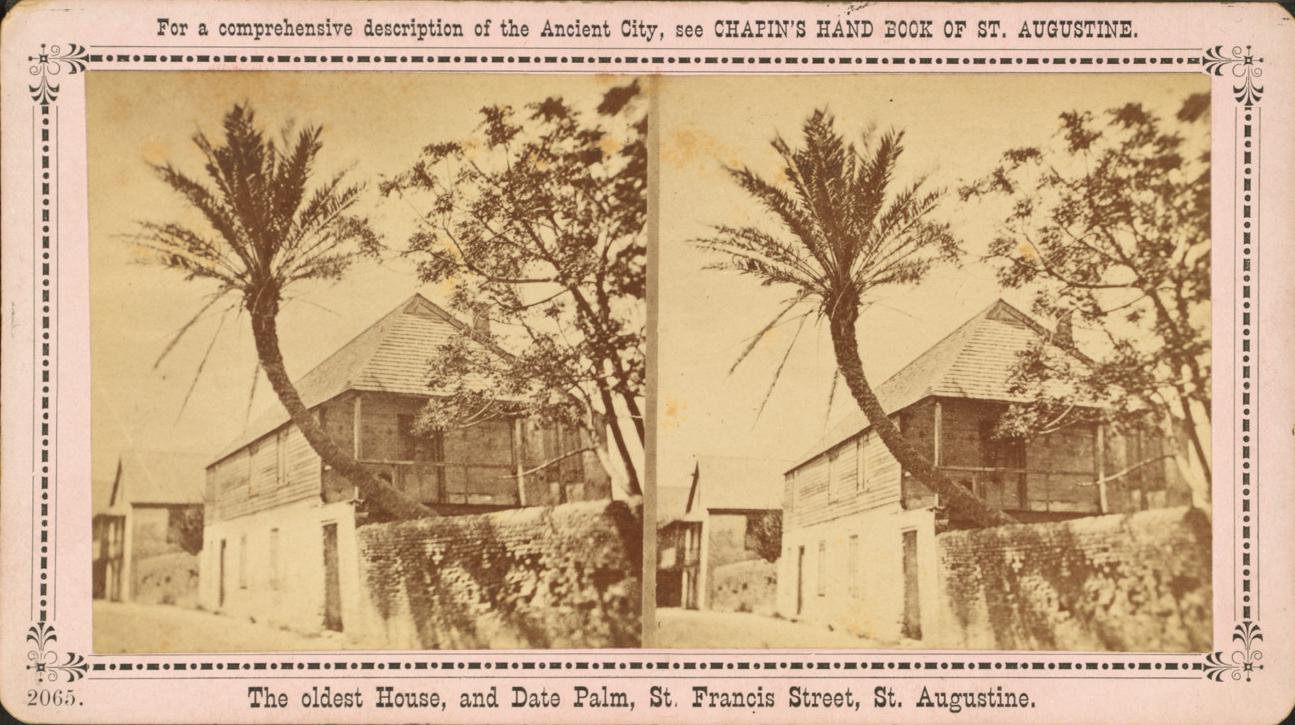 For a comprehensive description of the Ancient City, see CHAPIN'S HAND BOOK OF ST. AUGUSTINE.
2065.
The oldest House, and Date Palm, St. Francis Street, St. Augustine.